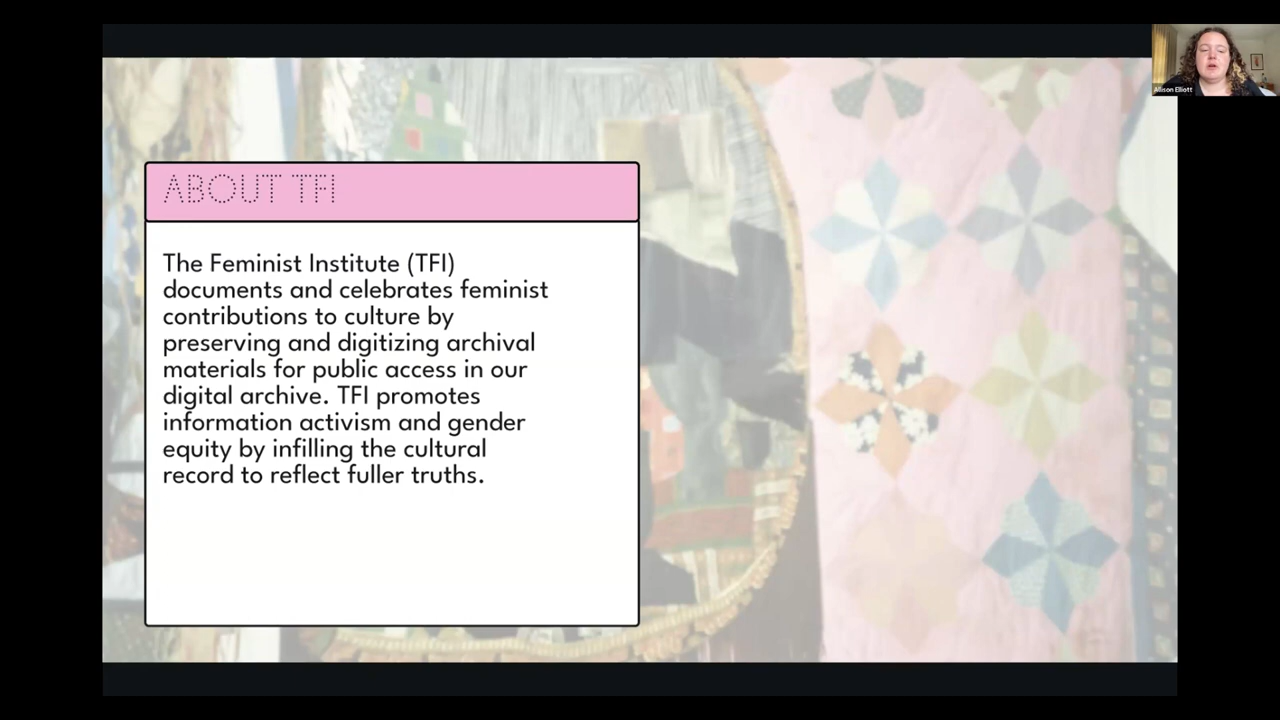 Allison Elliott
ABOUT TFI
The Feminist Institute (TFI)
documents and celebrates feminist
contributions to culture by
preserving and digitizing archival
materials for public access in our
digital archive. TFI promotes
information activism and gender
equity by infilling the cultural
record to reflect fuller truths.